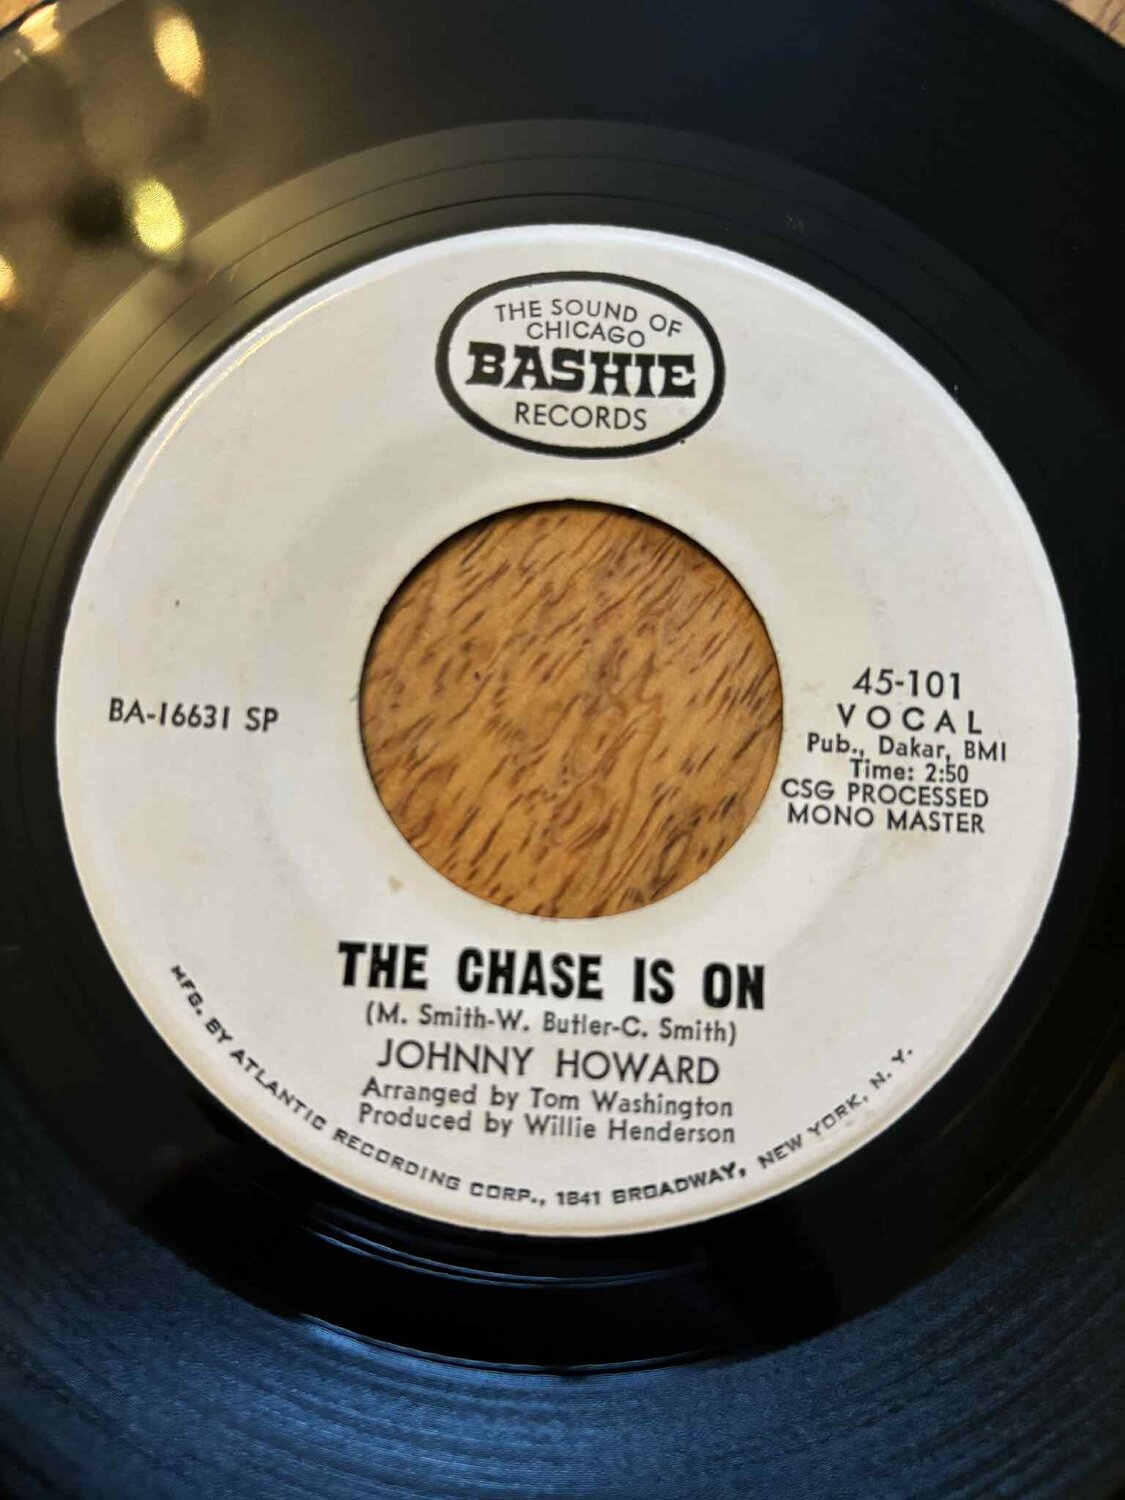 THE SOUND OF
CHICAGO
BASHIE
RECORDS
BA-16631 SP
45-101
VOCAL
Pub., Dakar, BMI
Time: 2:50
CSG PROCESSED
MONO MASTER
THE CHASE IS ON
(M. Smith-W. Butler-C. Smith)
JOHNNY HOWARD
Arranged by Tom Washington
Produced by Willie Henderson
MFG. BY ATLANTIC RECORDING CORP., 1841 BROADWAY, NEW YORK, N. Y.